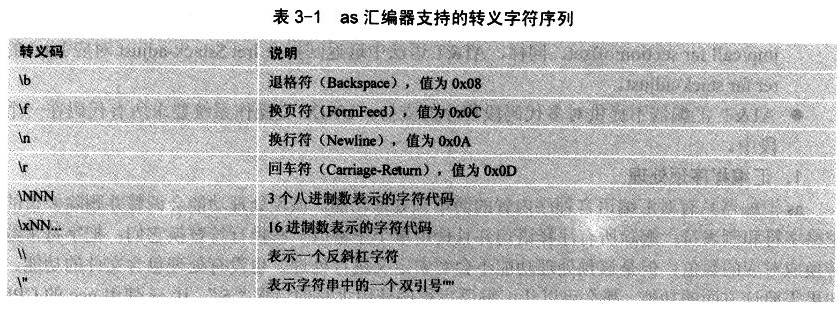 表 3-1 as 汇编器支持的转义字符序列
转义码 说明
\b 退格符（Backspace），值为 0x08
\f 换页符（FormFeed），值为 0x0C
\n 换行符（Newline），值为 0x0A
\r 回车符（Carriage-Return），值为 0x0D
\NNN 3 个八进制数表示的字符代码
\xNN... 16 进制数表示的字符代码
\\ 表示一个反斜杠字符
\" 表示字符串中的一个双引号""